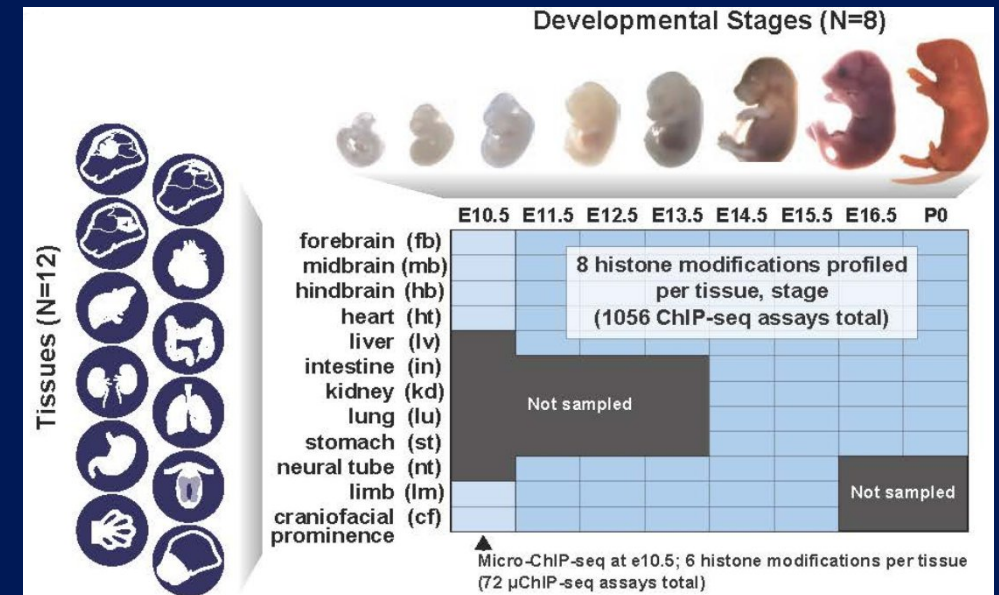 Developmental Stages (N=8)
Tissues (N=12)
E10.5 E11.5 E12.5 E13.5 E14.5 E15.5 E16.5 P0
forebrain (fb)
midbrain (mb)
hindbrain (hb)
heart (ht)
liver (lv)
intestine (in)
kidney (kd)
lung (lu)
stomach (st)
neural tube (nt)
limb (lm)
craniofacial (cf)
prominence
8 histone modifications profiled
per tissue, stage
(1056 ChIP-seq assays total)
Not sampled
Not sampled
Micro-ChIP-seq at e10.5; 6 histone modifications per tissue
(72 µChIP-seq assays total)